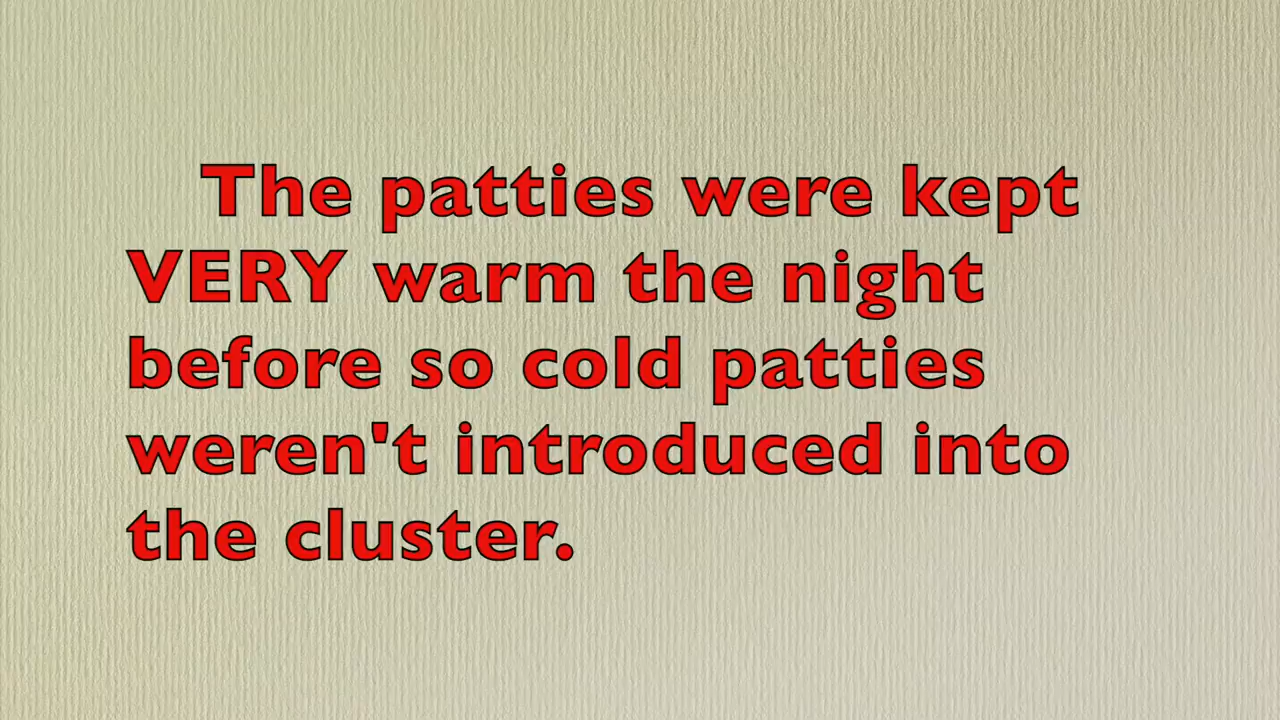 The patties were kept
VERY warm the night
before so cold patties
weren't introduced into
the cluster.